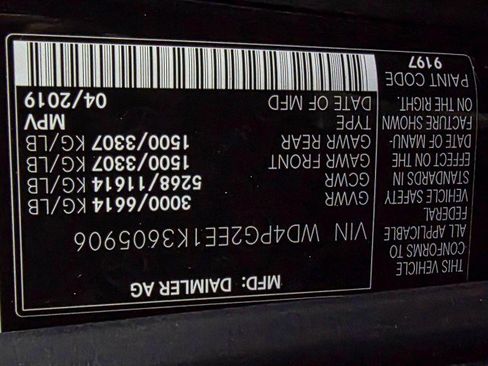 MFD: DAIMLER AG
VIN WD4PG2EE1K3605906
GVWR 3000/6614 KG/LB
GCWR 5268/11614 KG/LB
GAWR FRONT 1500/3307 KG/LB
GAWR REAR 1500/3307 KG/LB
TYPE MPV
DATE OF MFD 04/2019
THIS VEHICLE
CONFORMS TO
ALL APPLICABLE
FEDERAL
VEHICLE SAFETY
STANDARDS IN
EFFECT ON THE
DATE OF MANU-
FACTURE SHOWN
ON THE RIGHT.
PAINT CODE
9197